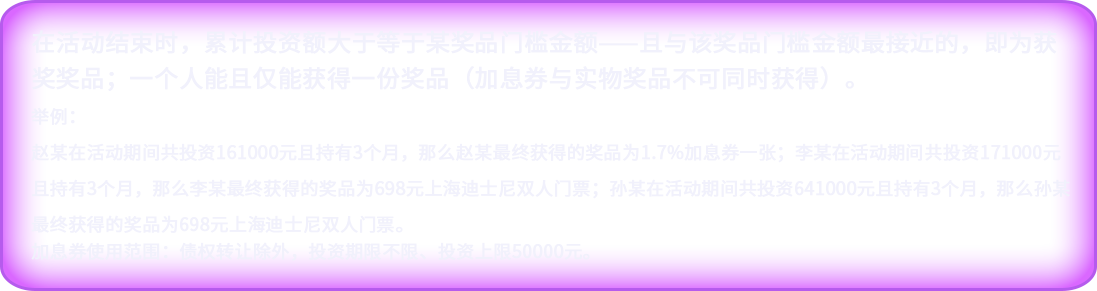 在活动结束时，累计投资额大于等于某奖品门槛金额——且与该奖品门槛金额最接近的，即为获
奖奖品；一个人能且仅能获得一份奖品（加息券与实物奖品不可同时获得）。
举例：
赵某在活动期间共投资161000元且持有3个月，那么赵某最终获得的奖品为1.7%加息券一张；李某在活动期间共投资171000元
且持有3个月，那么李某最终获得的奖品为698元上海迪士尼双人门票；孙某在活动期间共投资641000元且持有3个月，那么孙某
最终获得的奖品为698元上海迪士尼双人门票。
加息券使用范围：债权转让除外，投资期限不限，投资上限50000元。